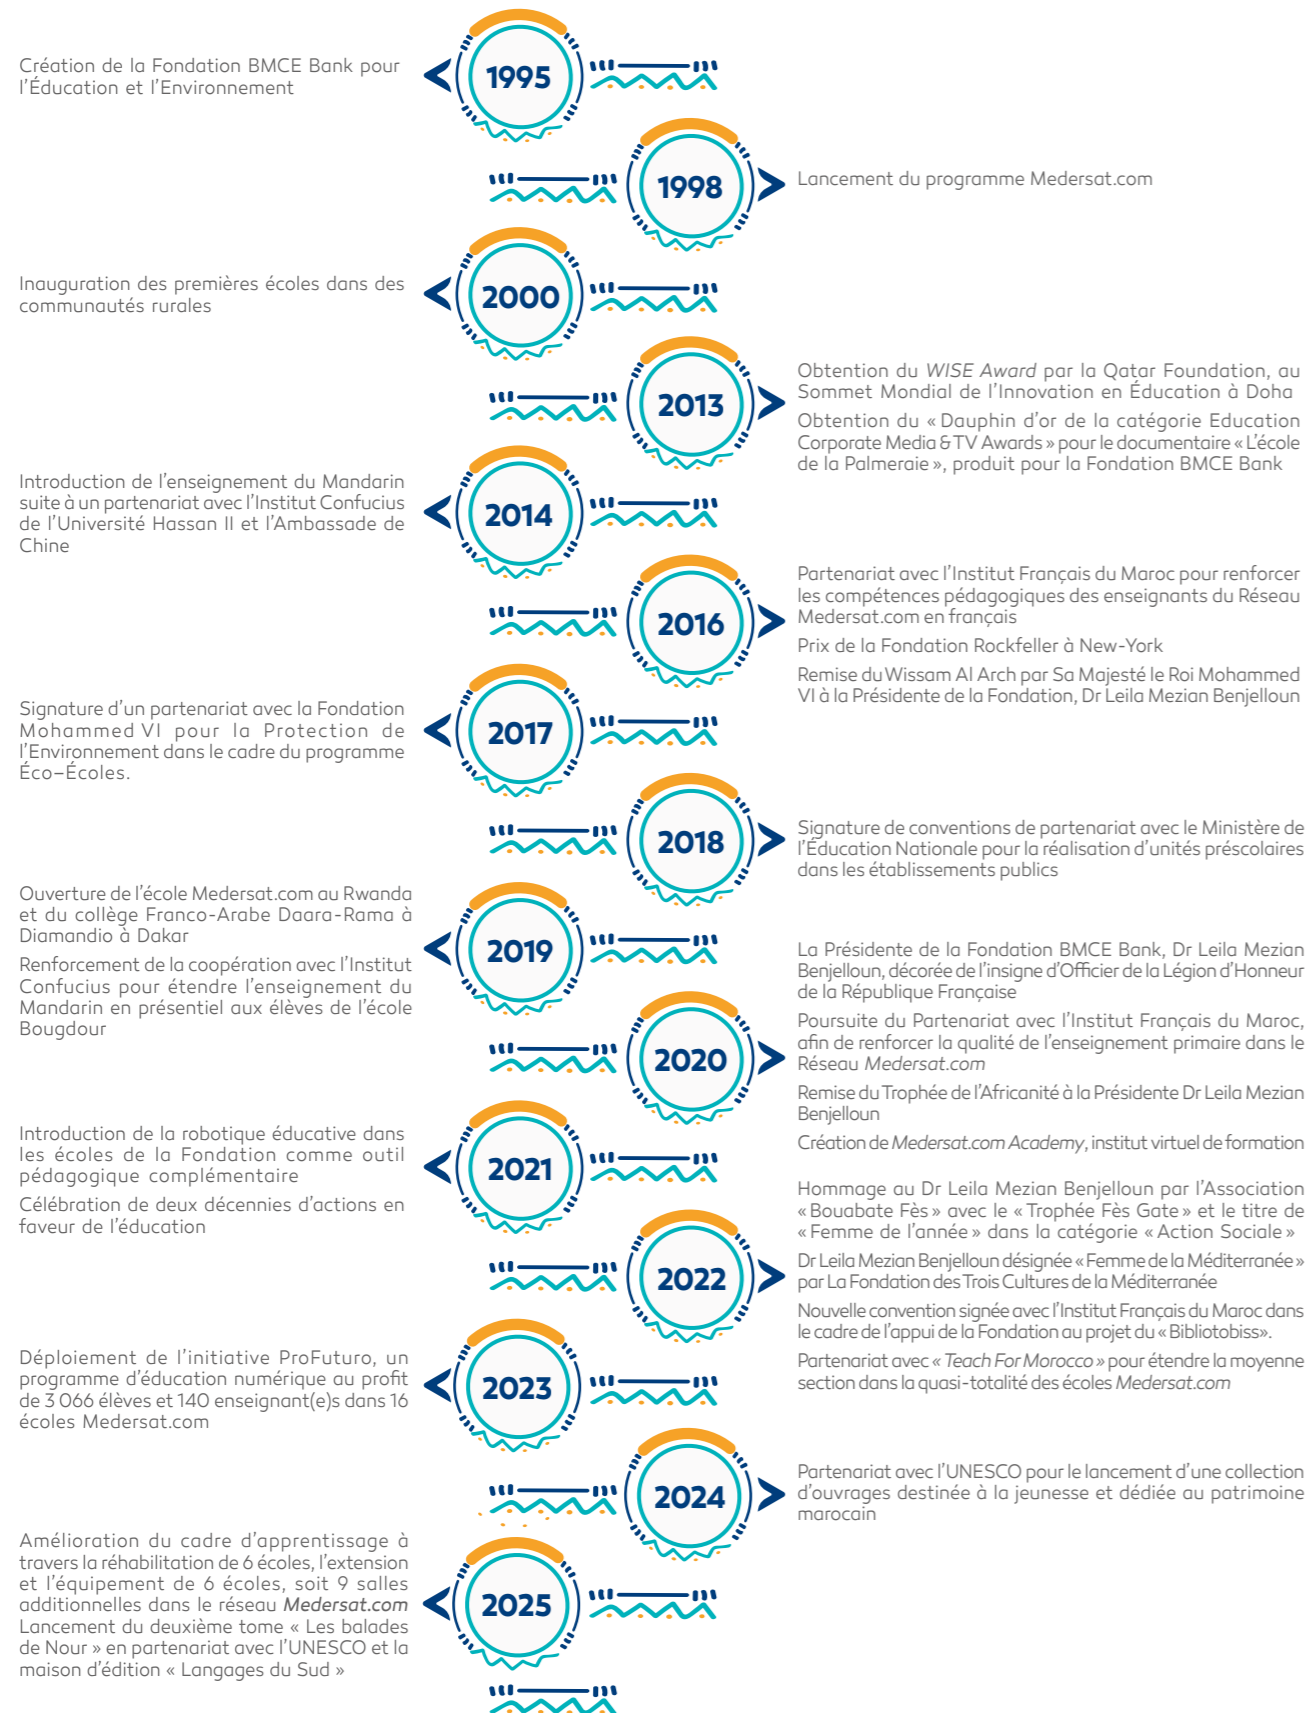 1995
Création de la Fondation BMCE Bank pour
l'Éducation et l'Environnement
1998
Lancement du programme Medersat.com
2000
Inauguration des premières écoles dans des
communautés rurales
2013
Obtention du WISE Award par la Qatar Foundation, au
Sommet Mondial de l'Innovation en Éducation à Doha
Obtention du « Dauphin d'or de la catégorie Education
Corporate Media & TV Awards » pour le documentaire « L'école
de la Palmeraie », produit pour la Fondation BMCE Bank
2014
Introduction de l'enseignement du Mandarin
suite à un partenariat avec l'Institut Confucius
de l'Université Hassan II et l'Ambassade de
Chine
2016
Partenariat avec l'Institut Français du Maroc pour renforcer
les compétences pédagogiques des enseignants du Réseau
Medersat.com en français
Prix de la Fondation Rockfeller à New-York
Remise du Wissam Al Arch par Sa Majesté le Roi Mohammed
VI à la Présidente de la Fondation, Dr Leila Mezian Benjelloun
2017
Signature d'un partenariat avec la Fondation
Mohammed VI pour la Protection de
l'Environnement dans le cadre du programme
Éco–Écoles.
2018
Signature de conventions de partenariat avec le Ministère de
l'Éducation Nationale pour la réalisation d'unités préscolaires
dans les établissements publics
2019
Ouverture de l'école Medersat.com au Rwanda
et du collège Franco-Arabe Daara-Rama à
Diamandio à Dakar
Renforcement de la coopération avec l'Institut
Confucius pour étendre l'enseignement du
Mandarin en présentiel aux élèves de l'école
Bougdour
2020
La Présidente de la Fondation BMCE Bank, Dr Leila Mezian
Benjelloun, décorée de l'insigne d'Officier de la Légion d'Honneur
de la République Française
Poursuite du Partenariat avec l'Institut Français du Maroc,
afin de renforcer la qualité de l'enseignement primaire dans le
Réseau Medersat.com
Remise du Trophée de l'Africanité à la Présidente Dr Leila Mezian
Benjelloun
Création de Medersat.com Academy, institut virtuel de formation
2021
Introduction de la robotique éducative dans
les écoles de la Fondation comme outil
pédagogique complémentaire
Célébration de deux décennies d'actions en
faveur de l'éducation
2022
Hommage au Dr Leila Mezian Benjelloun par l'Association
« Bouabate Fès » avec le « Trophée Fès Gate » et le titre de
« Femme de l'année » dans la catégorie « Action Sociale »
Dr Leila Mezian Benjelloun désignée « Femme de la Méditerranée »
par La Fondation des Trois Cultures de la Méditerranée
Nouvelle convention signée avec l'Institut Français du Maroc dans
le cadre de l'appui de la Fondation au projet du « Bibliotobiss».
Partenariat avec « Teach For Morocco » pour étendre la moyenne
section dans la quasi-totalité des écoles Medersat.com
2023
Déploiement de l'initiative ProFuturo, un
programme d'éducation numérique au profit
de 3 066 élèves et 140 enseignant(e)s dans 16
écoles Medersat.com
2024
Partenariat avec l'UNESCO pour le lancement d'une collection
d'ouvrages destinée à la jeunesse et dédiée au patrimoine
marocain
2025
Amélioration du cadre d'apprentissage à
travers la réhabilitation de 6 écoles, l'extension
et l'équipement de 6 écoles, soit 9 salles
additionnelles dans le réseau Medersat.com
Lancement du deuxième tome « Les balades
de Nour » en partenariat avec l'UNESCO et la
maison d'édition « Langages du Sud »